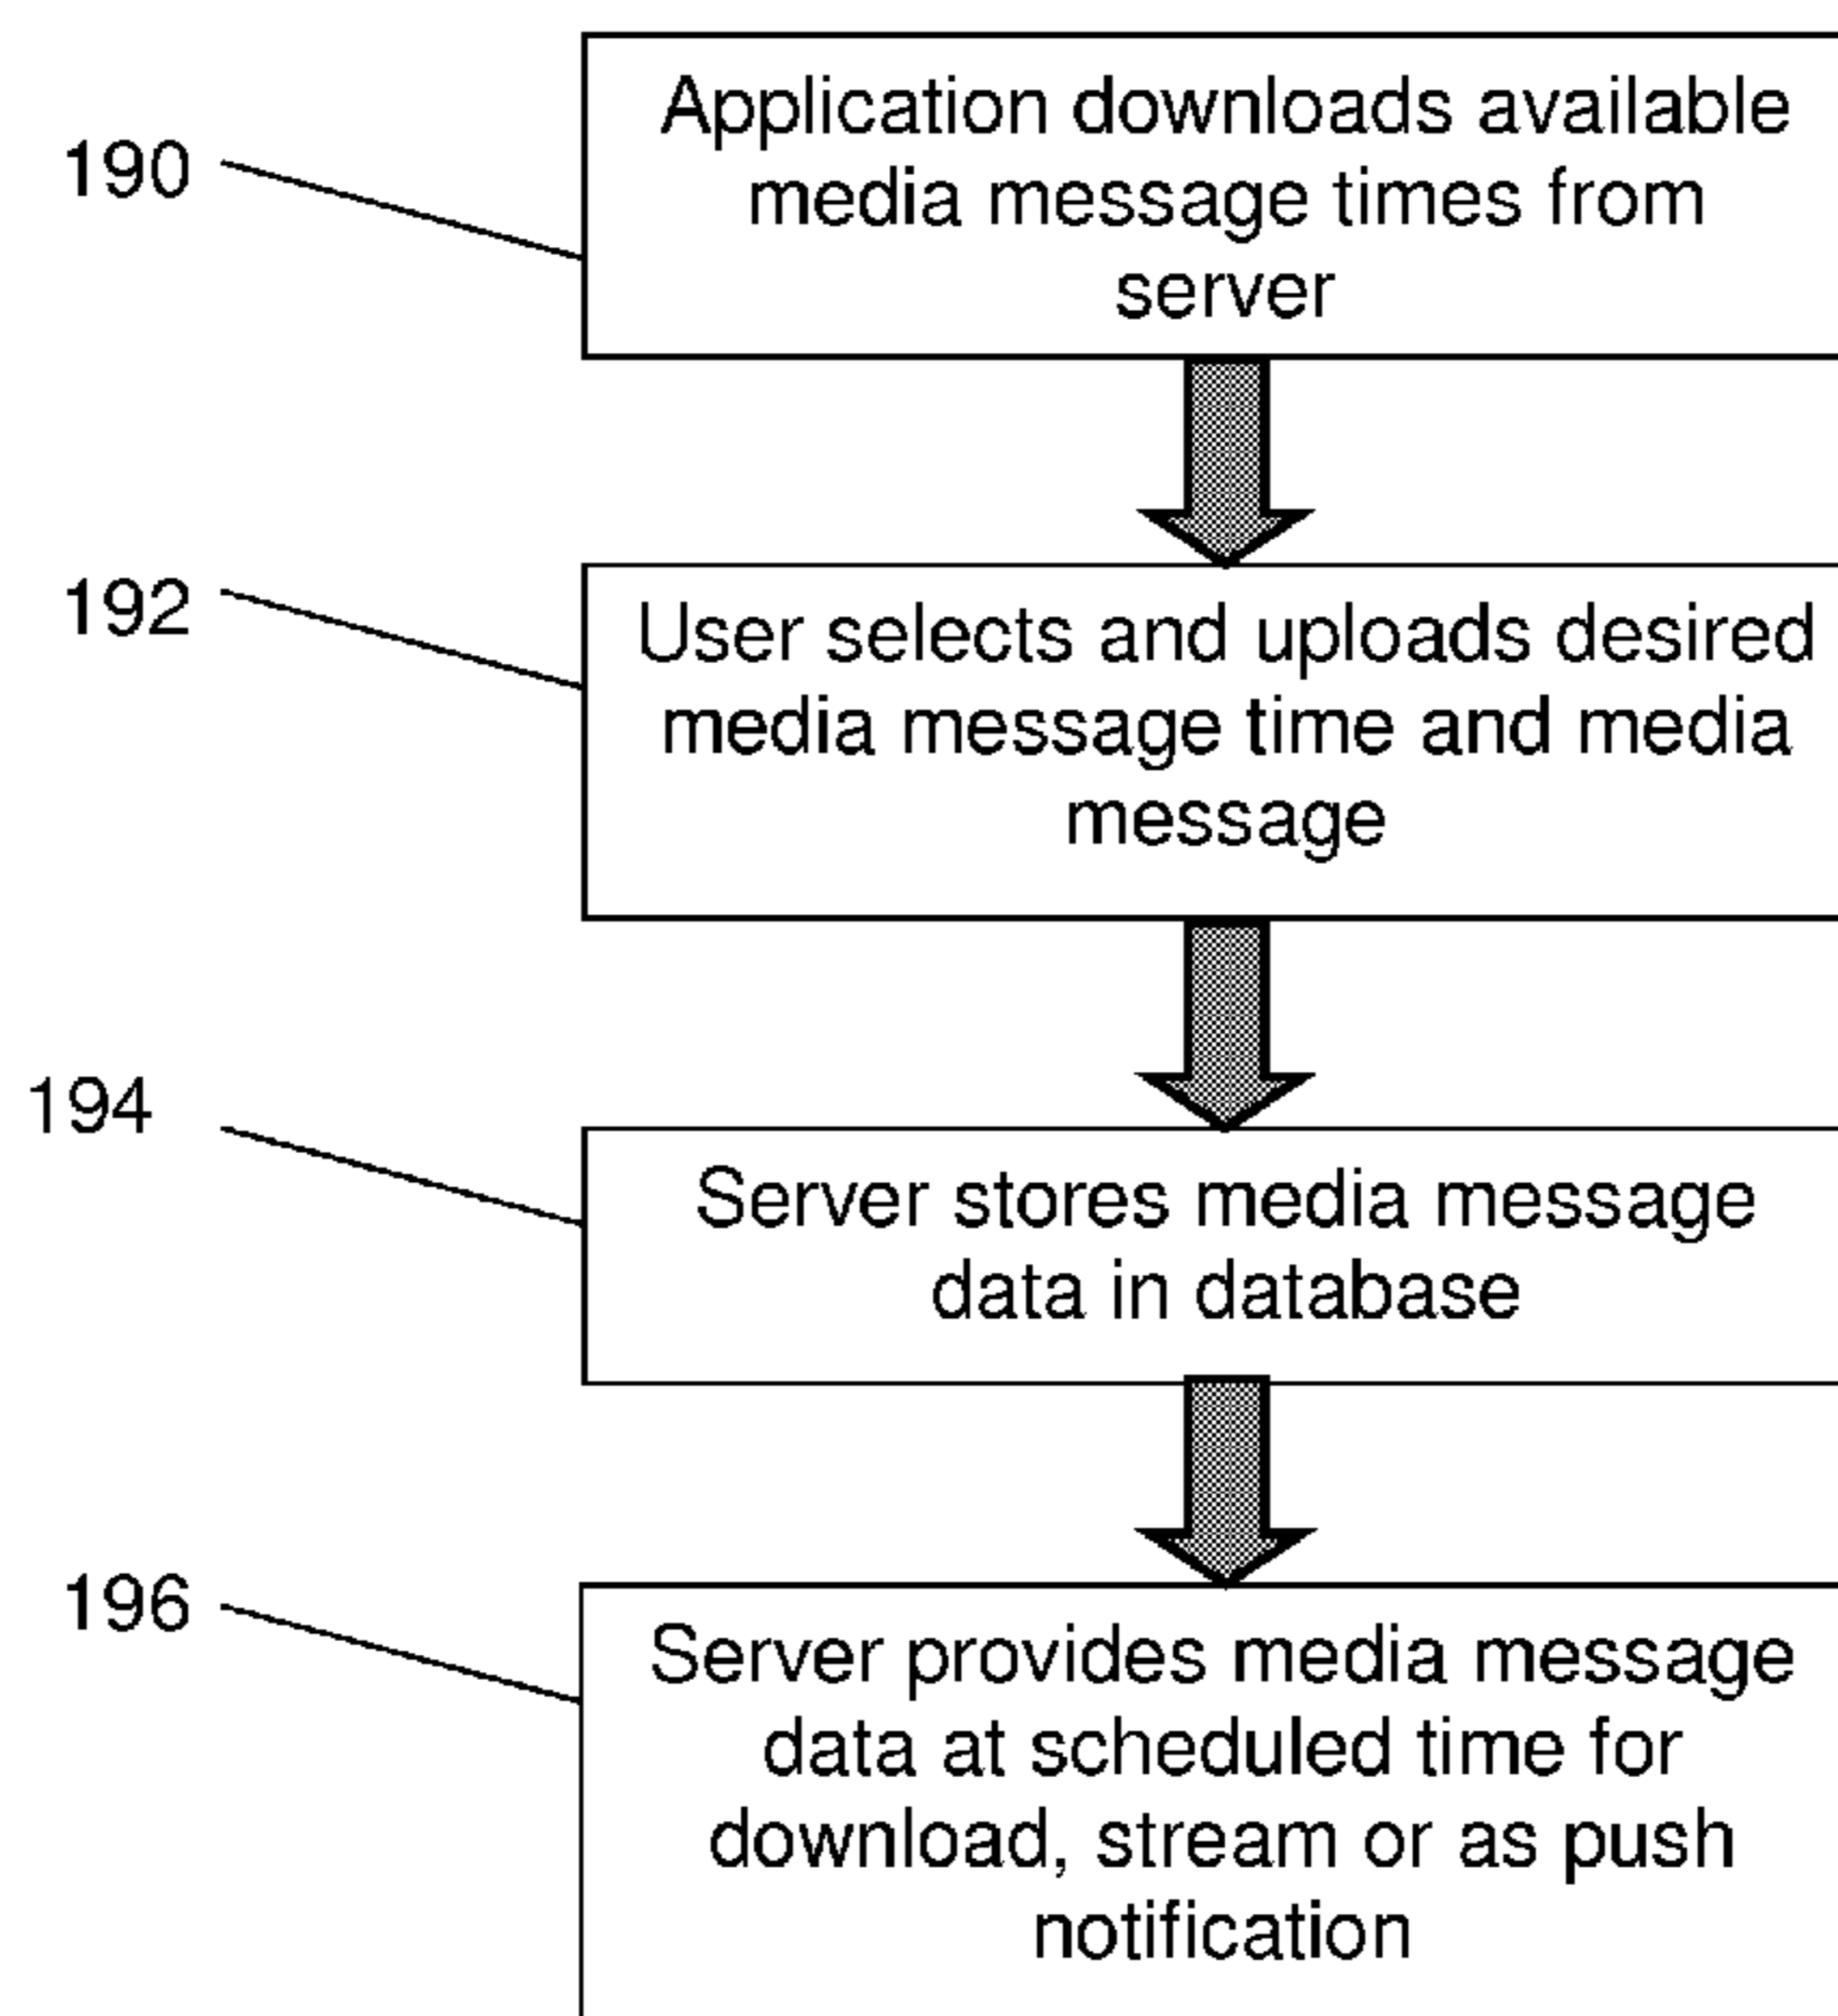 190
Application downloads available
media message times from
server
192
User selects and uploads desired
media message time and media
message
194
Server stores media message
data in database
196
Server provides media message
data at scheduled time for
download, stream or as push
notification